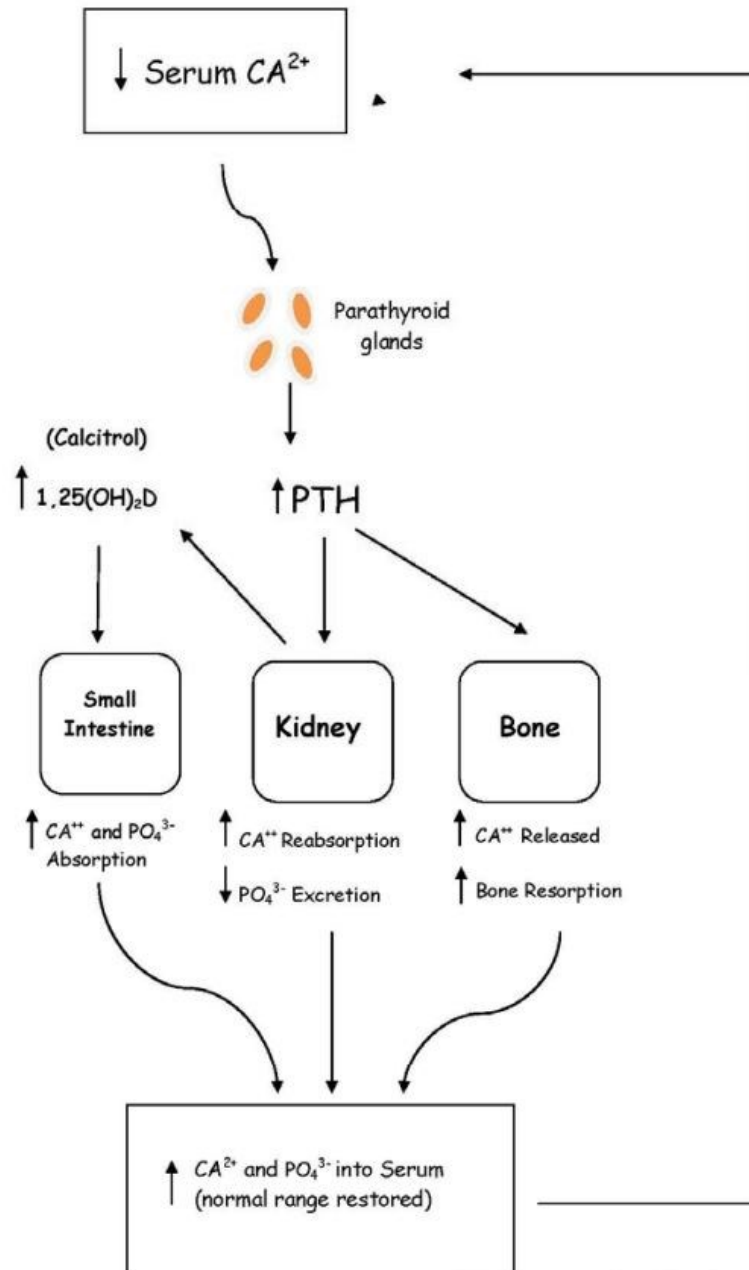 ↓ Serum CA²⁺
Parathyroid
glands
(Calcitrol)
↑ 1,25(OH)₂D
↑PTH
Small
Intestine
Kidney
Bone
↑ CA⁺⁺ and PO₄³⁻
Absorption
↑ CA⁺⁺ Reabsorption
↓ PO₄³⁻ Excretion
↑ CA⁺⁺ Released
↑ Bone Resorption
↑ CA²⁺ and PO₄³⁻ into Serum
(normal range restored)